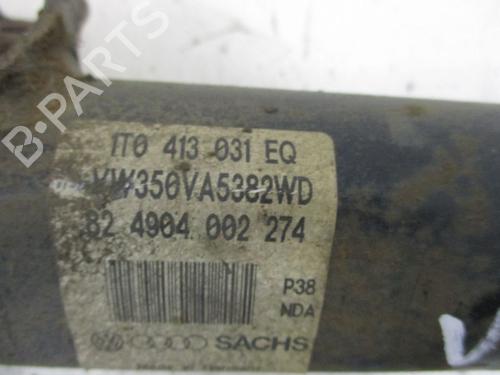 1T0 413 031 EQ
VW350VA5382WD
82 4904 002 274
P38
NDA
SACHS
B-PARTS